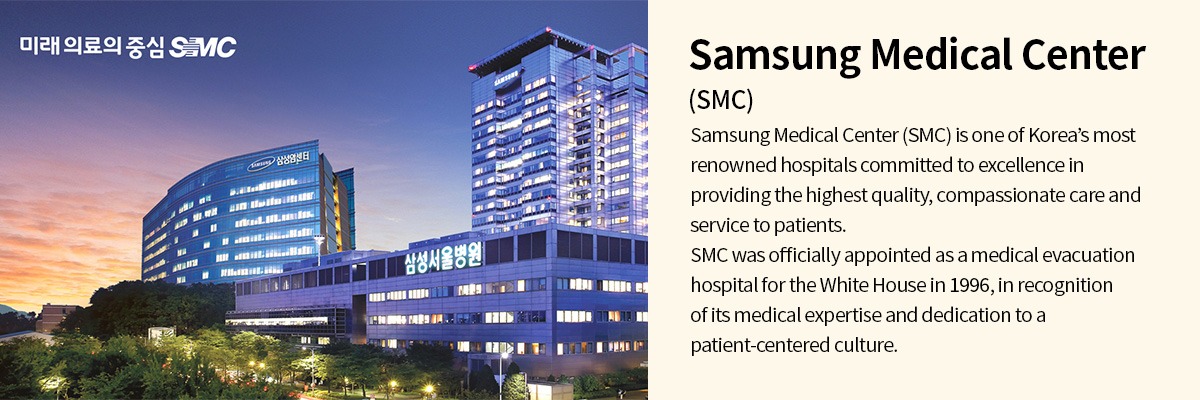 미래 의료의 중심 SMC
SAMSUNG
SAMSUNG 삼성암센터
삼성서울병원
Samsung Medical Center
(SMC)
Samsung Medical Center (SMC) is one of Korea’s most
renowned hospitals committed to excellence in
providing the highest quality, compassionate care and
service to patients.
SMC was officially appointed as a medical evacuation
hospital for the White House in 1996, in recognition
of its medical expertise and dedication to a
patient-centered culture.